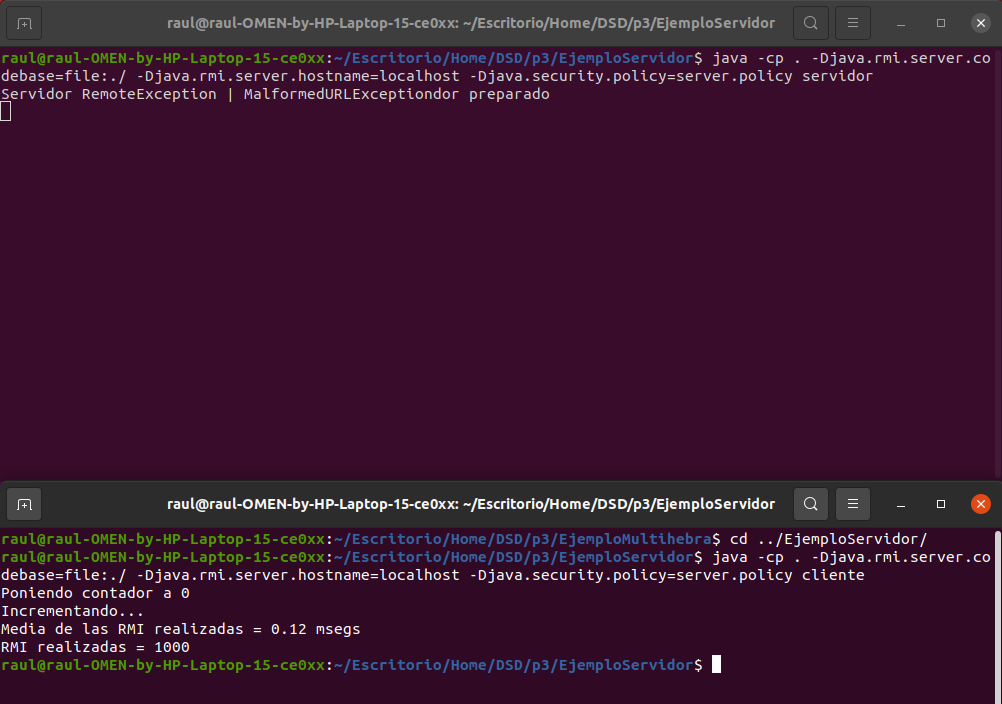 raul@raul-OMEN-by-HP-Laptop-15-ce0xx: ~/Escritorio/Home/DSD/p3/EjemploServidor
raul@raul-OMEN-by-HP-Laptop-15-ce0xx:~/Escritorio/Home/DSD/p3/EjemploServidor$ java -cp . -Djava.rmi.server.co
debase=file:./ -Djava.rmi.server.hostname=localhost -Djava.security.policy=server.policy servidor
Servidor RemoteException | MalformedURLExceptiondor preparado
raul@raul-OMEN-by-HP-Laptop-15-ce0xx: ~/Escritorio/Home/DSD/p3/EjemploServidor
raul@raul-OMEN-by-HP-Laptop-15-ce0xx:~/Escritorio/Home/DSD/p3/EjemploMultihebra$ cd ../EjemploServidor/
raul@raul-OMEN-by-HP-Laptop-15-ce0xx:~/Escritorio/Home/DSD/p3/EjemploServidor$ java -cp . -Djava.rmi.server.co
debase=file:./ -Djava.rmi.server.hostname=localhost -Djava.security.policy=server.policy cliente
Poniendo contador a 0
Incrementando...
Media de las RMI realizadas = 0.12 msegs
RMI realizadas = 1000
raul@raul-OMEN-by-HP-Laptop-15-ce0xx:~/Escritorio/Home/DSD/p3/EjemploServidor$